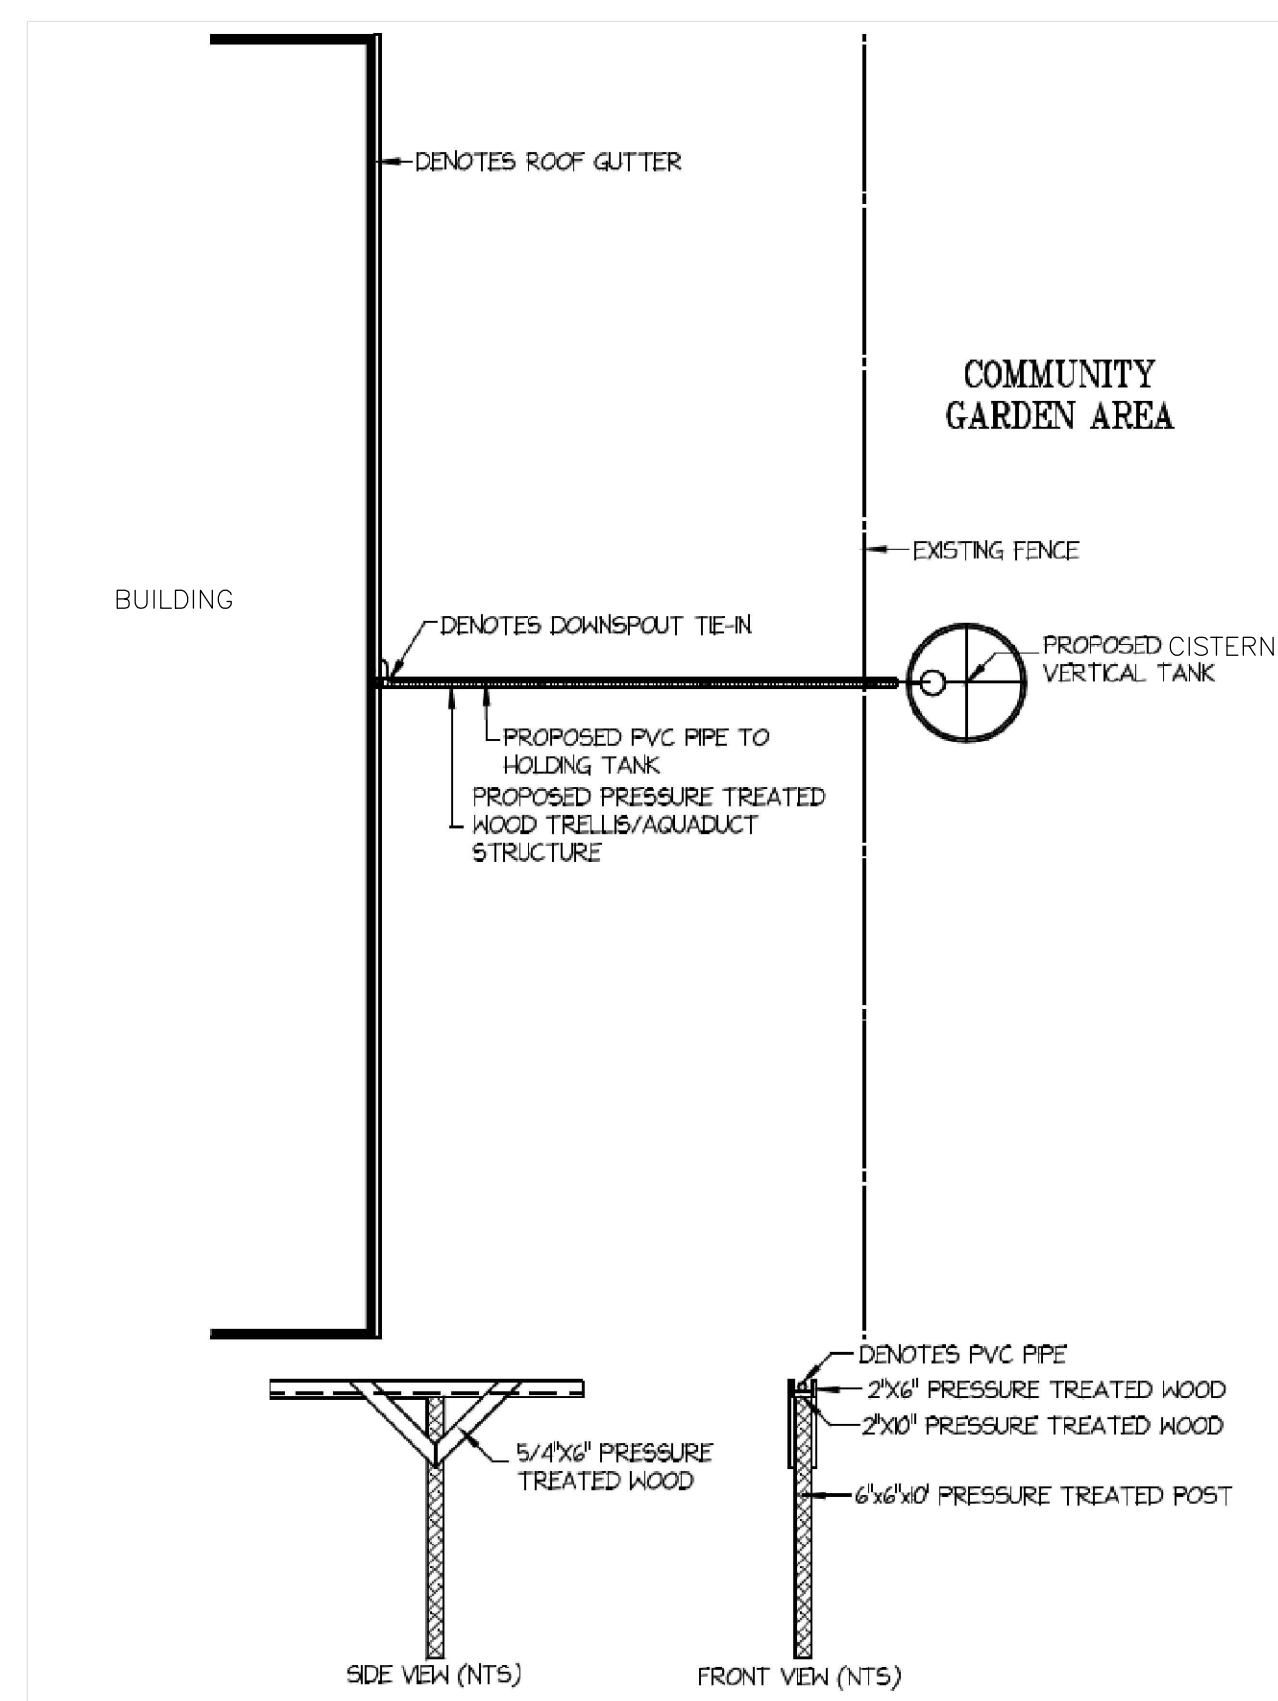 DENOTES ROOF GUTTER
COMMUNITY
GARDEN AREA
EXISTING FENCE
BUILDING
DENOTES DOWNSPOUT TIE-IN
PROPOSED CISTERN
VERTICAL TANK
PROPOSED PVC PIPE TO
HOLDING TANK
PROPOSED PRESSURE TREATED
WOOD TRELLIS/AQUADUCT
STRUCTURE
DENOTES PVC PIPE
2"X6" PRESSURE TREATED WOOD
2"X10" PRESSURE TREATED WOOD
5/4"X6" PRESSURE
TREATED WOOD
6"x6"x10' PRESSURE TREATED POST
SIDE VIEW (NTS)
FRONT VIEW (NTS)